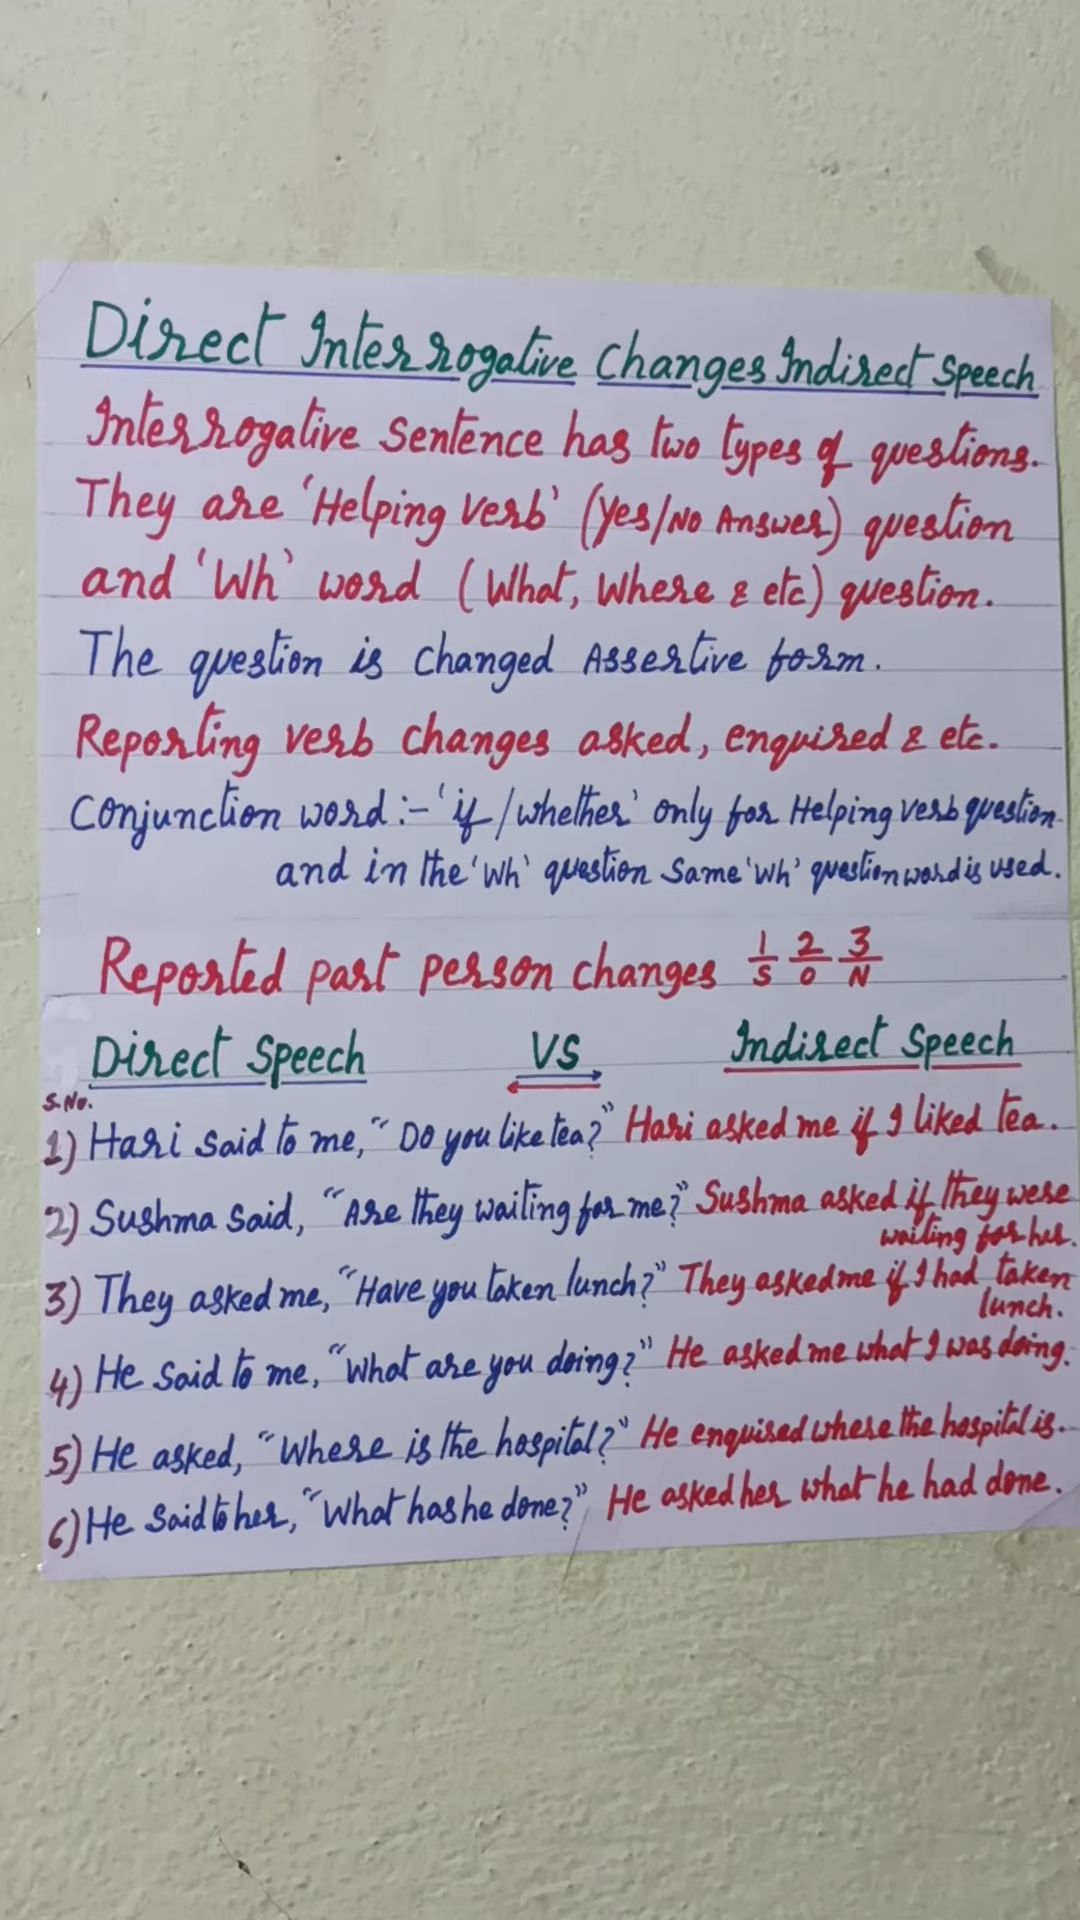 Direct Interrogative Changes Indirect Speech
Interrogative sentence has two types of questions.
They are 'Helping verb' (Yes/No Answer) question
and 'Wh' word (What, Where & etc) question.
The question is changed Assertive form.
Reporting verb changes asked, enquired & etc.
Conjunction word:- 'if/whether' only for Helping verb question
and in the 'Wh' question Same 'Wh' question word is used.
Reported part person changes 1/S 2/O 3/N
Direct Speech VS Indirect Speech
S.No.
1) Hari said to me, "Do you like tea?" Hari asked me if I liked tea.
2) Sushma said, "Are they waiting for me?" Sushma asked if they were
waiting for her.
3) They asked me, "Have you taken lunch?" They asked me if I had taken
lunch.
4) He said to me, "What are you doing?" He asked me what I was doing.
5) He asked, "Where is the hospital?" He enquired where the hospital is.
6) He said to her, "What has he done?" He asked her what he had done.